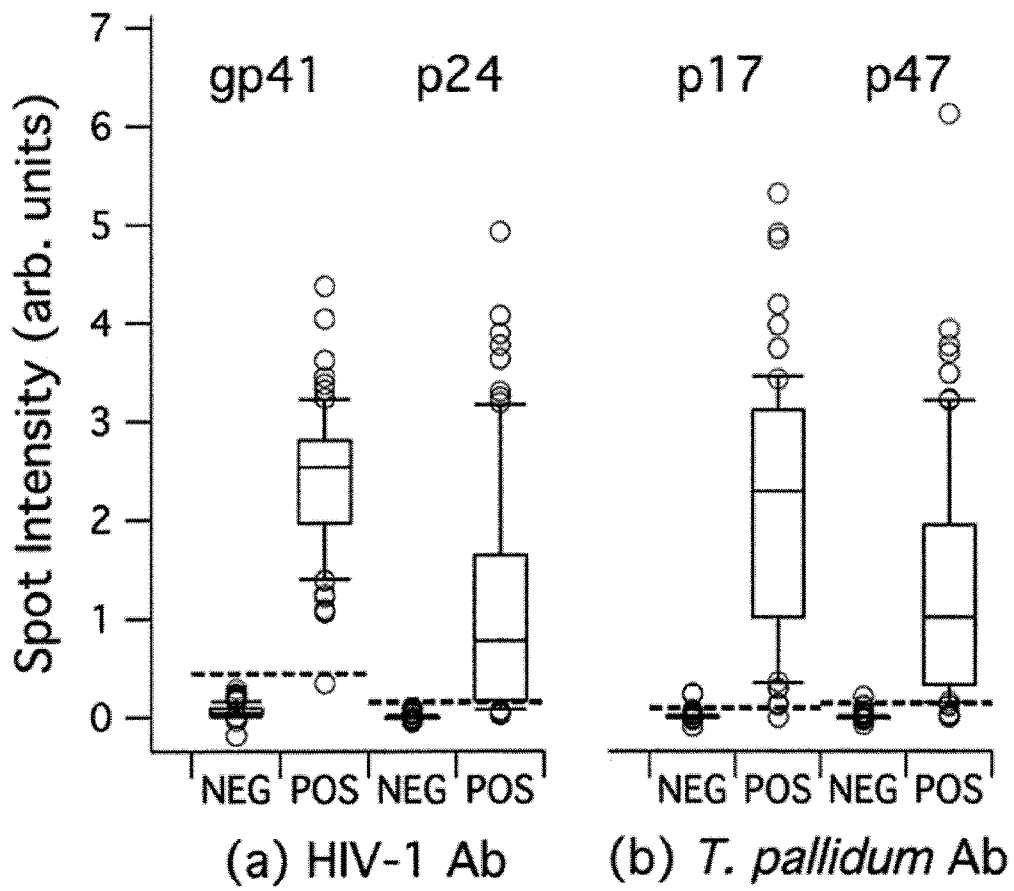 Spot Intensity (arb. units)
7
6
5
4
3
2
1
0
gp41 p24 p17 p47
NEG POS NEG POS NEG POS NEG POS
(a) HIV-1 Ab (b) T. pallidum Ab